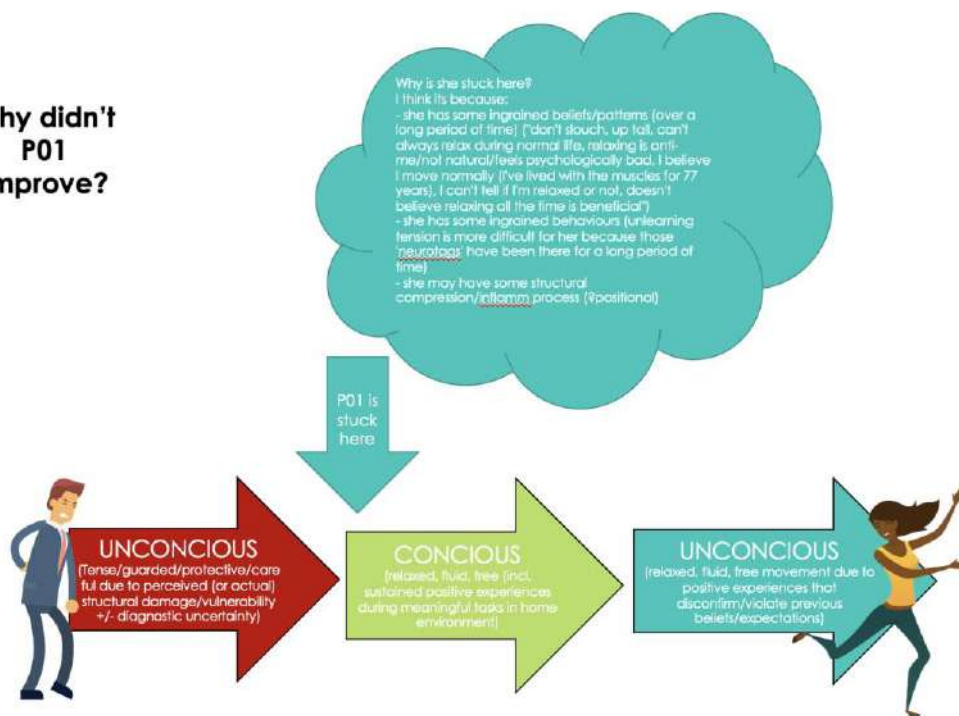 hy didn't
P01
mprove?
Why is she stuck here?
I think its because:
- she has some ingrained beliefs/patterns (over a
long period of time) ("don't slouch, up tall, can't
always relax during normal life, relaxing is anti-
me/not natural/feels psychologically bad, I believe
I move normally (I've lived with the muscles for 77
years), I can't tell if I'm relaxed or not, doesn't
believe relaxing all the time is beneficial")
- she has some ingrained behaviours (unlearning
tension is more difficult for her because those
'neurotags' have been there for a long period of
time)
- she may have some structural
compression/inflamm process (?positional)
P01 is
stuck
here
UNCONCIOUS
(Tense/guarded/protective/care
ful due to perceived (or actual)
structural damage/vulnerability
+/- diagnostic uncertainty)
CONCIOUS
(relaxed, fluid, free (incl.
sustained positive experiences
during meaningful tasks in home
environment)
UNCONCIOUS
(relaxed, fluid, free movement due to
positive experiences that
disconfirm/violate previous
beliefs/expectations)